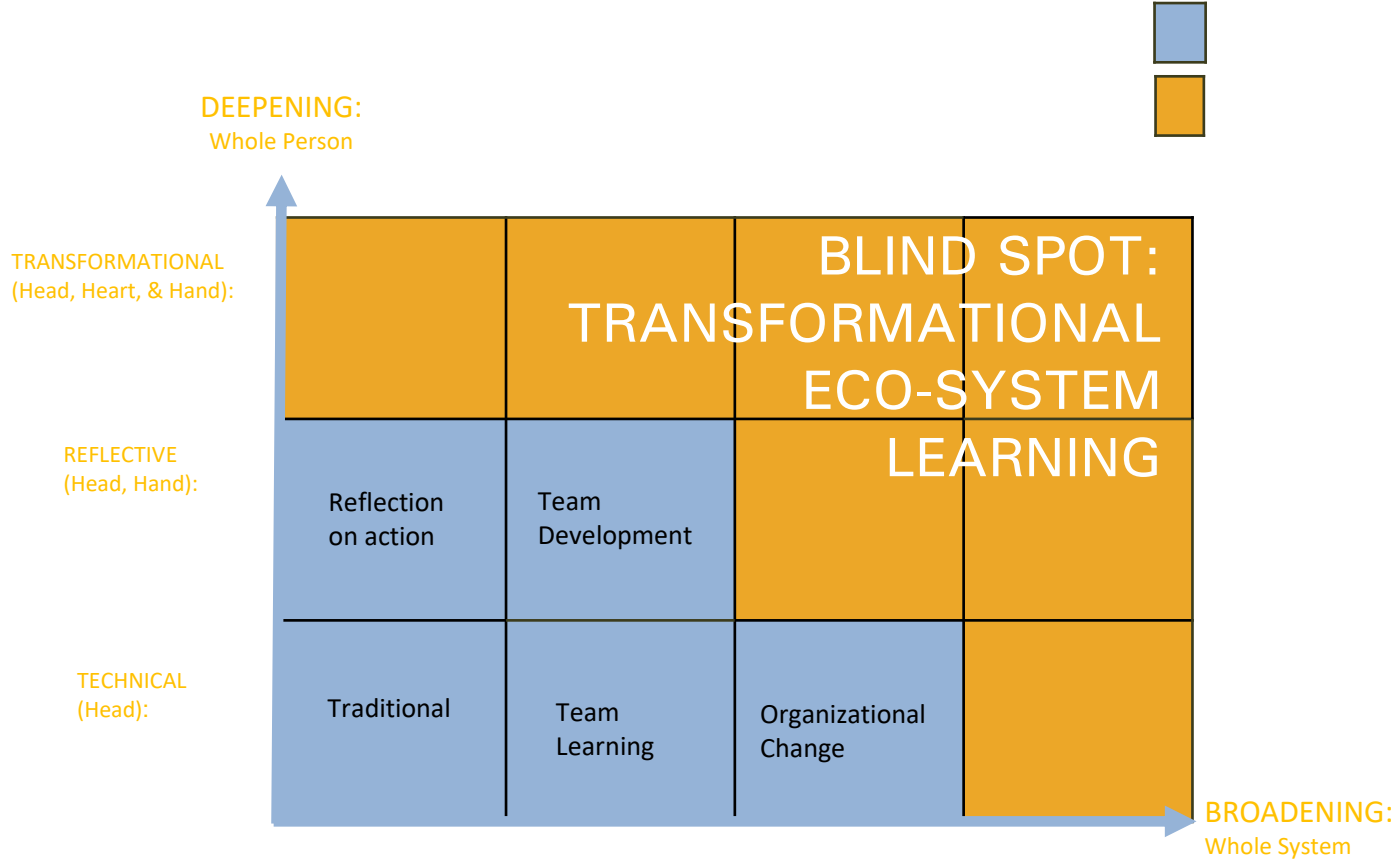 DEEPENING:
Whole Person
TRANSFORMATIONAL
(Head, Heart, & Hand):
BLIND SPOT:
TRANSFORMATIONAL
ECO-SYSTEM
LEARNING
REFLECTIVE
(Head, Hand):
Reflection
on action
Team
Development
TECHNICAL
(Head):
Traditional
Team
Learning
Organizational
Change
BROADENING:
Whole System